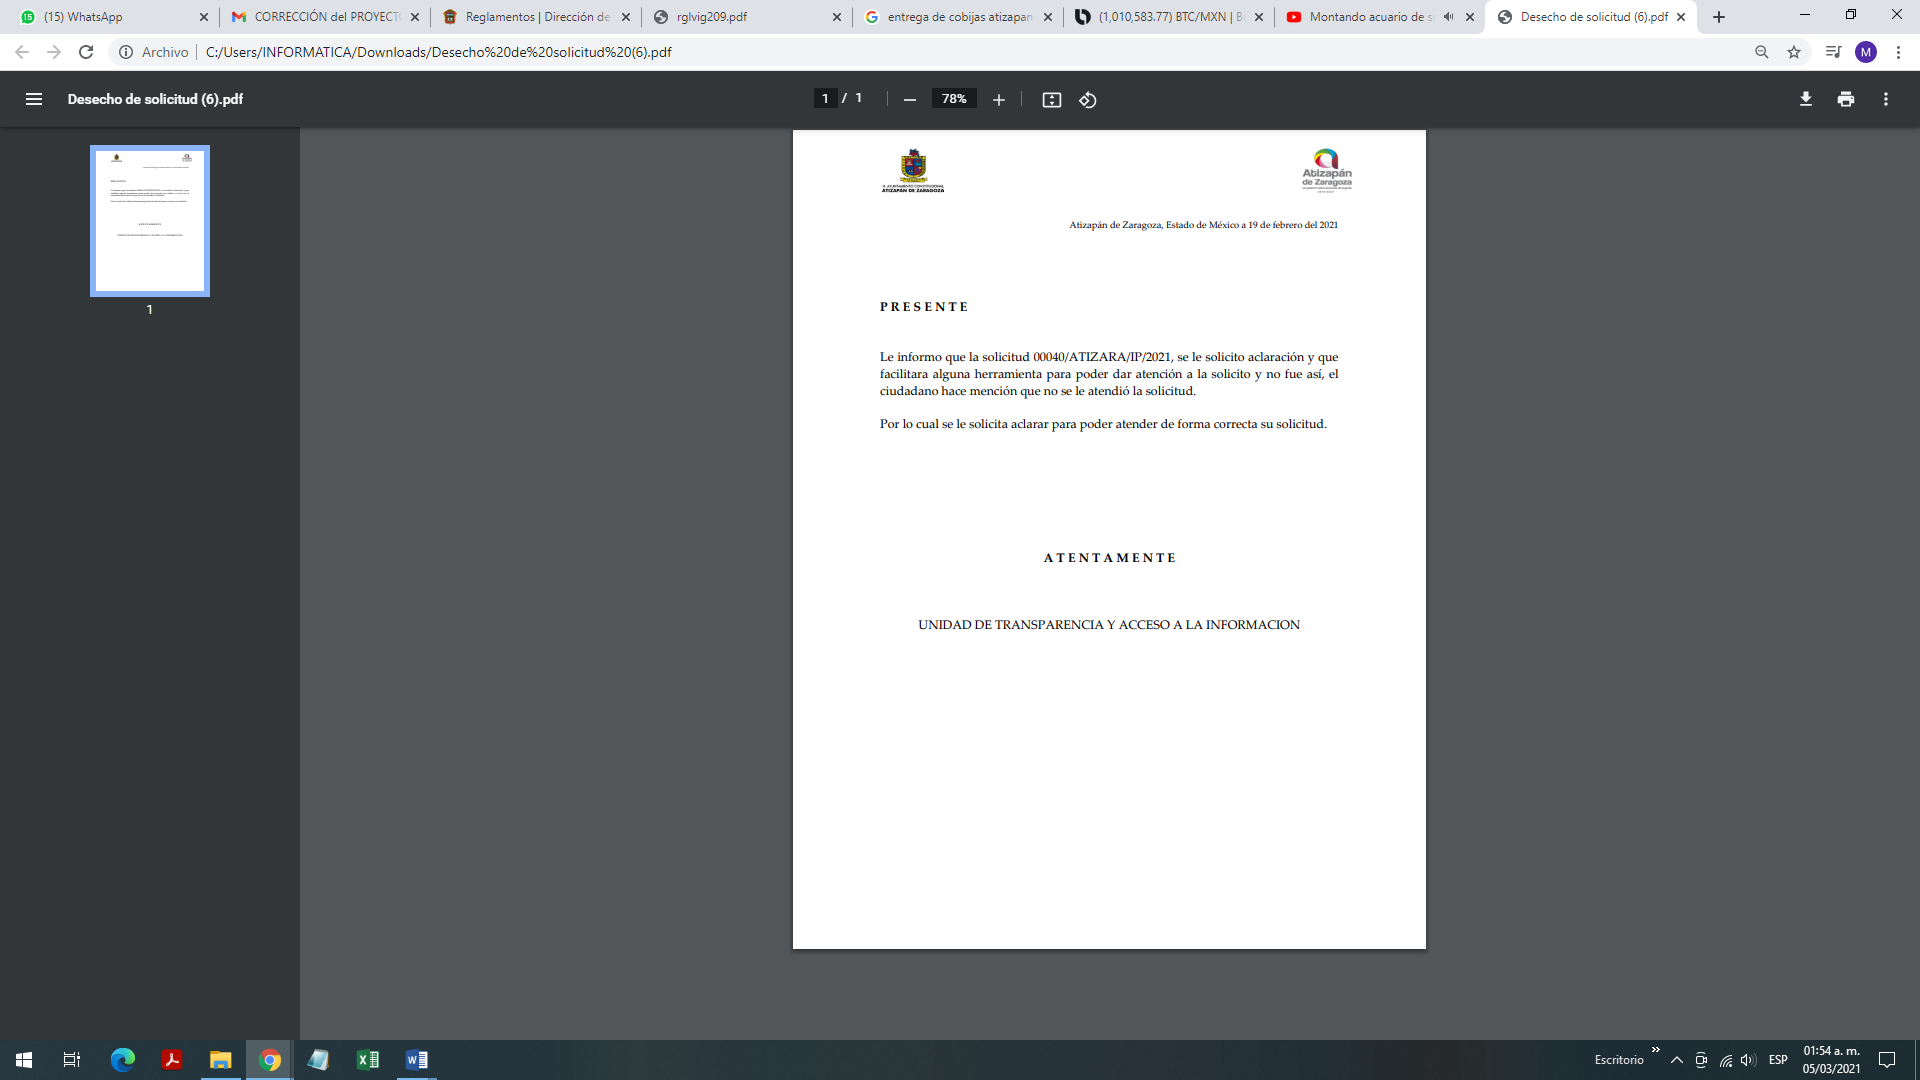 (15) WhatsApp
CORRECCIÓN del PROYECTO
Reglamentos | Dirección de
rglvig209.pdf
entrega de cobijas atizapan
(1,010,583.77) BTC/MXN | B
Montando acuario de s
Desecho de solicitud (6).pdf
Archivo
C:/Users/INFORMATICA/Downloads/Desecho%20de%20solicitud%20(6).pdf
M
Desecho de solicitud (6).pdf
1 / 1
78%
1
H. AYUNTAMIENTO CONSTITUCIONAL
ATIZAPÁN DE ZARAGOZA
Atizapán
de Zaragoza
Atizapán de Zaragoza, Estado de México a 19 de febrero del 2021
P R E S E N T E
Le informo que la solicitud 00040/ATIZARA/IP/2021, se le solicito aclaración y que
facilitara alguna herramienta para poder dar atención a la solicito y no fue así, el
ciudadano hace mención que no se le atendió la solicitud.
Por lo cual se le solicita aclarar para poder atender de forma correcta su solicitud.
A T E N T A M E N T E
UNIDAD DE TRANSPARENCIA Y ACCESO A LA INFORMACION
Escritorio
ESP
01:54 a. m.
05/03/2021